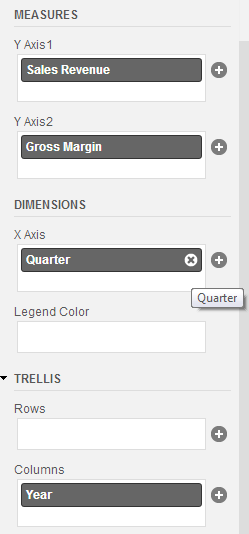 MEASURES
Y Axis1
Sales Revenue
Y Axis2
Gross Margin
DIMENSIONS
X Axis
Quarter
Quarter
Legend Color
TRELLIS
Rows
Columns
Year